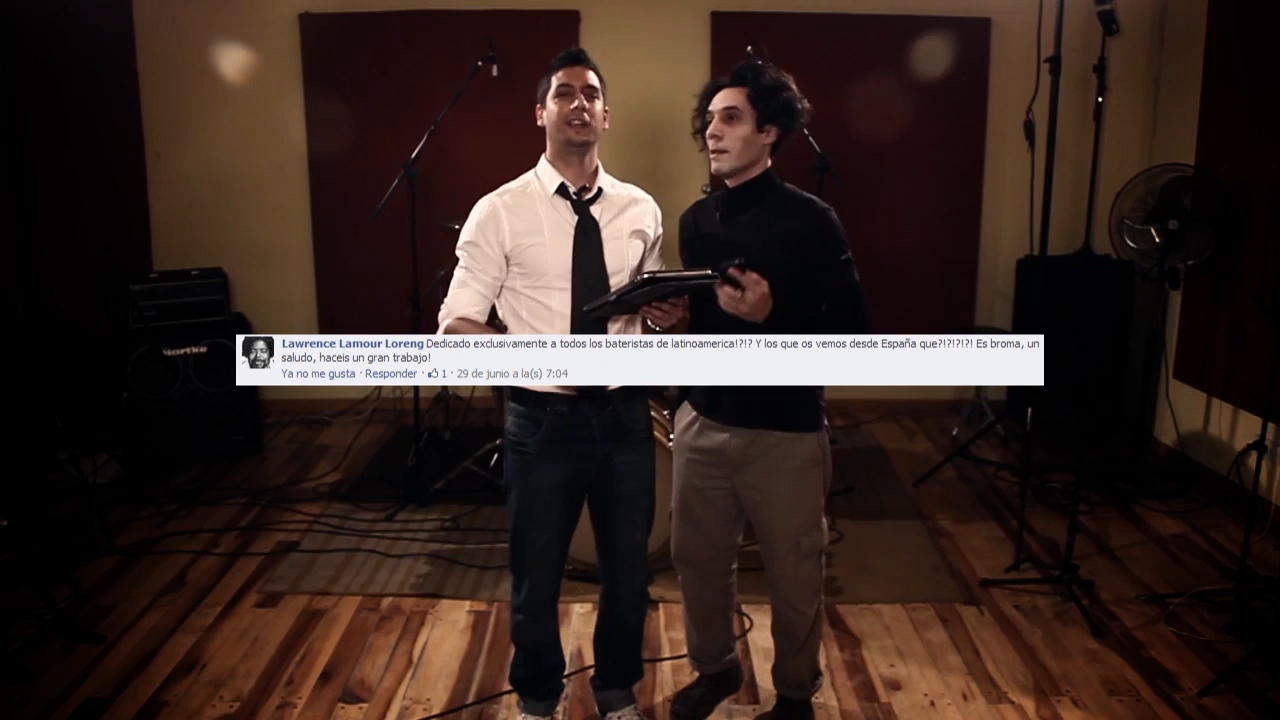 Hartke
Lawrence Lamour Loreng Dedicado exclusivamente a todos los bateristas de latinoamerica!?!? Y los que os vemos desde España que?!?!?!?! Es broma, un
saludo, haceis un gran trabajo!
Ya no me gusta · Responder · 1 · 29 de junio a la(s) 7:04